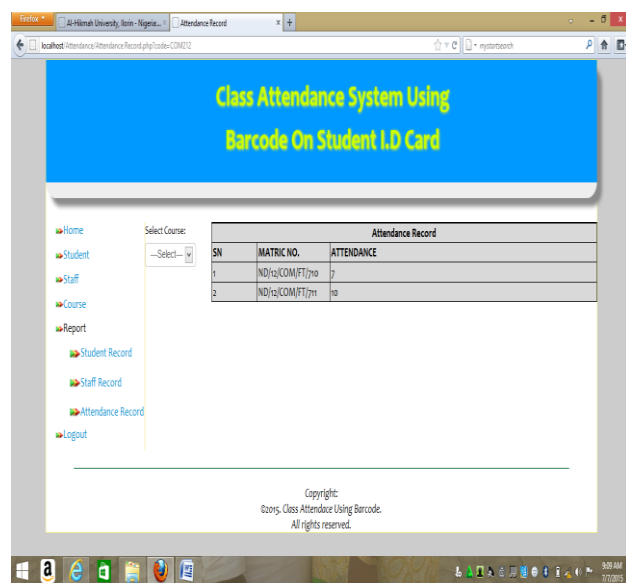 Firefox
Al-Hikmah University, Ilorin - Nigeria...
Attendance Record
localhost/Attendance/Attendance Record.php?code=COM212
mystartsearch
Class Attendance System Using
Barcode On Student I.D Card
Home
Student
Staff
Course
Report
Student Record
Staff Record
Attendance Record
Logout
Select Course:
---Select---
Attendance Record
SN MATRIC NO. ATTENDANCE
1 ND/12/COM/FT/710 7
2 ND/12/COM/FT/711 10
Copyright:
©2015. Class Attendace Using Barcode.
All rights reserved.
9:09 AM
7/7/2015